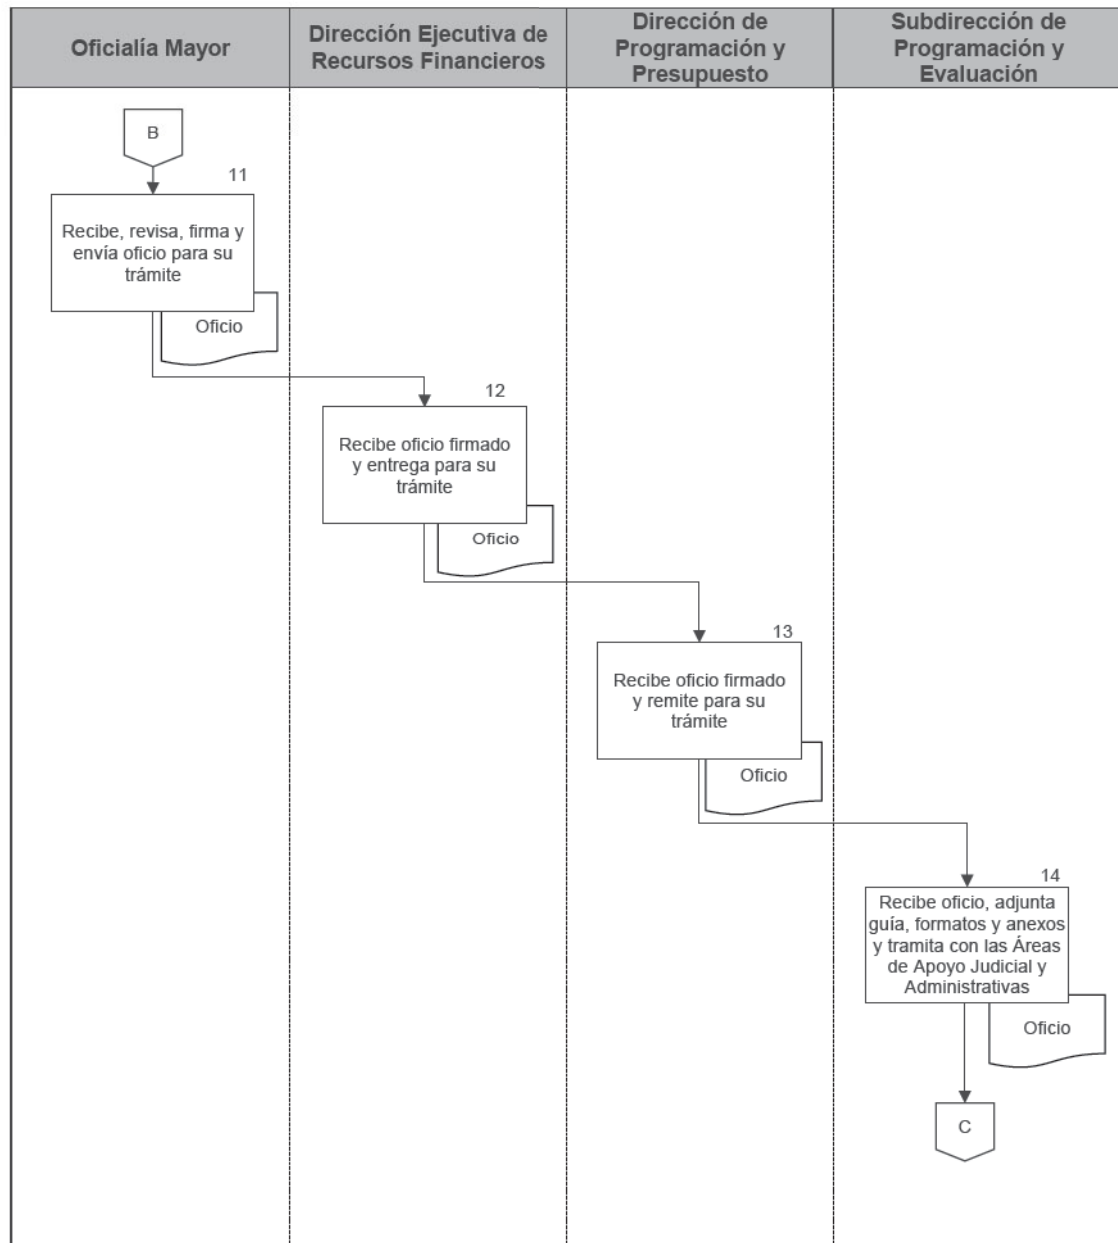 Oficialía Mayor
Dirección Ejecutiva de
Recursos Financieros
Dirección de
Programación y
Presupuesto
Subdirección de
Programación y
Evaluación
B
11
Recibe, revisa, firma y
envía oficio para su
trámite
Oficio
12
Recibe oficio firmado
y entrega para su
trámite
Oficio
13
Recibe oficio firmado
y remite para su
trámite
Oficio
14
Recibe oficio, adjunta
guía, formatos y anexos
y tramita con las Áreas
de Apoyo Judicial y
Administrativas
Oficio
C